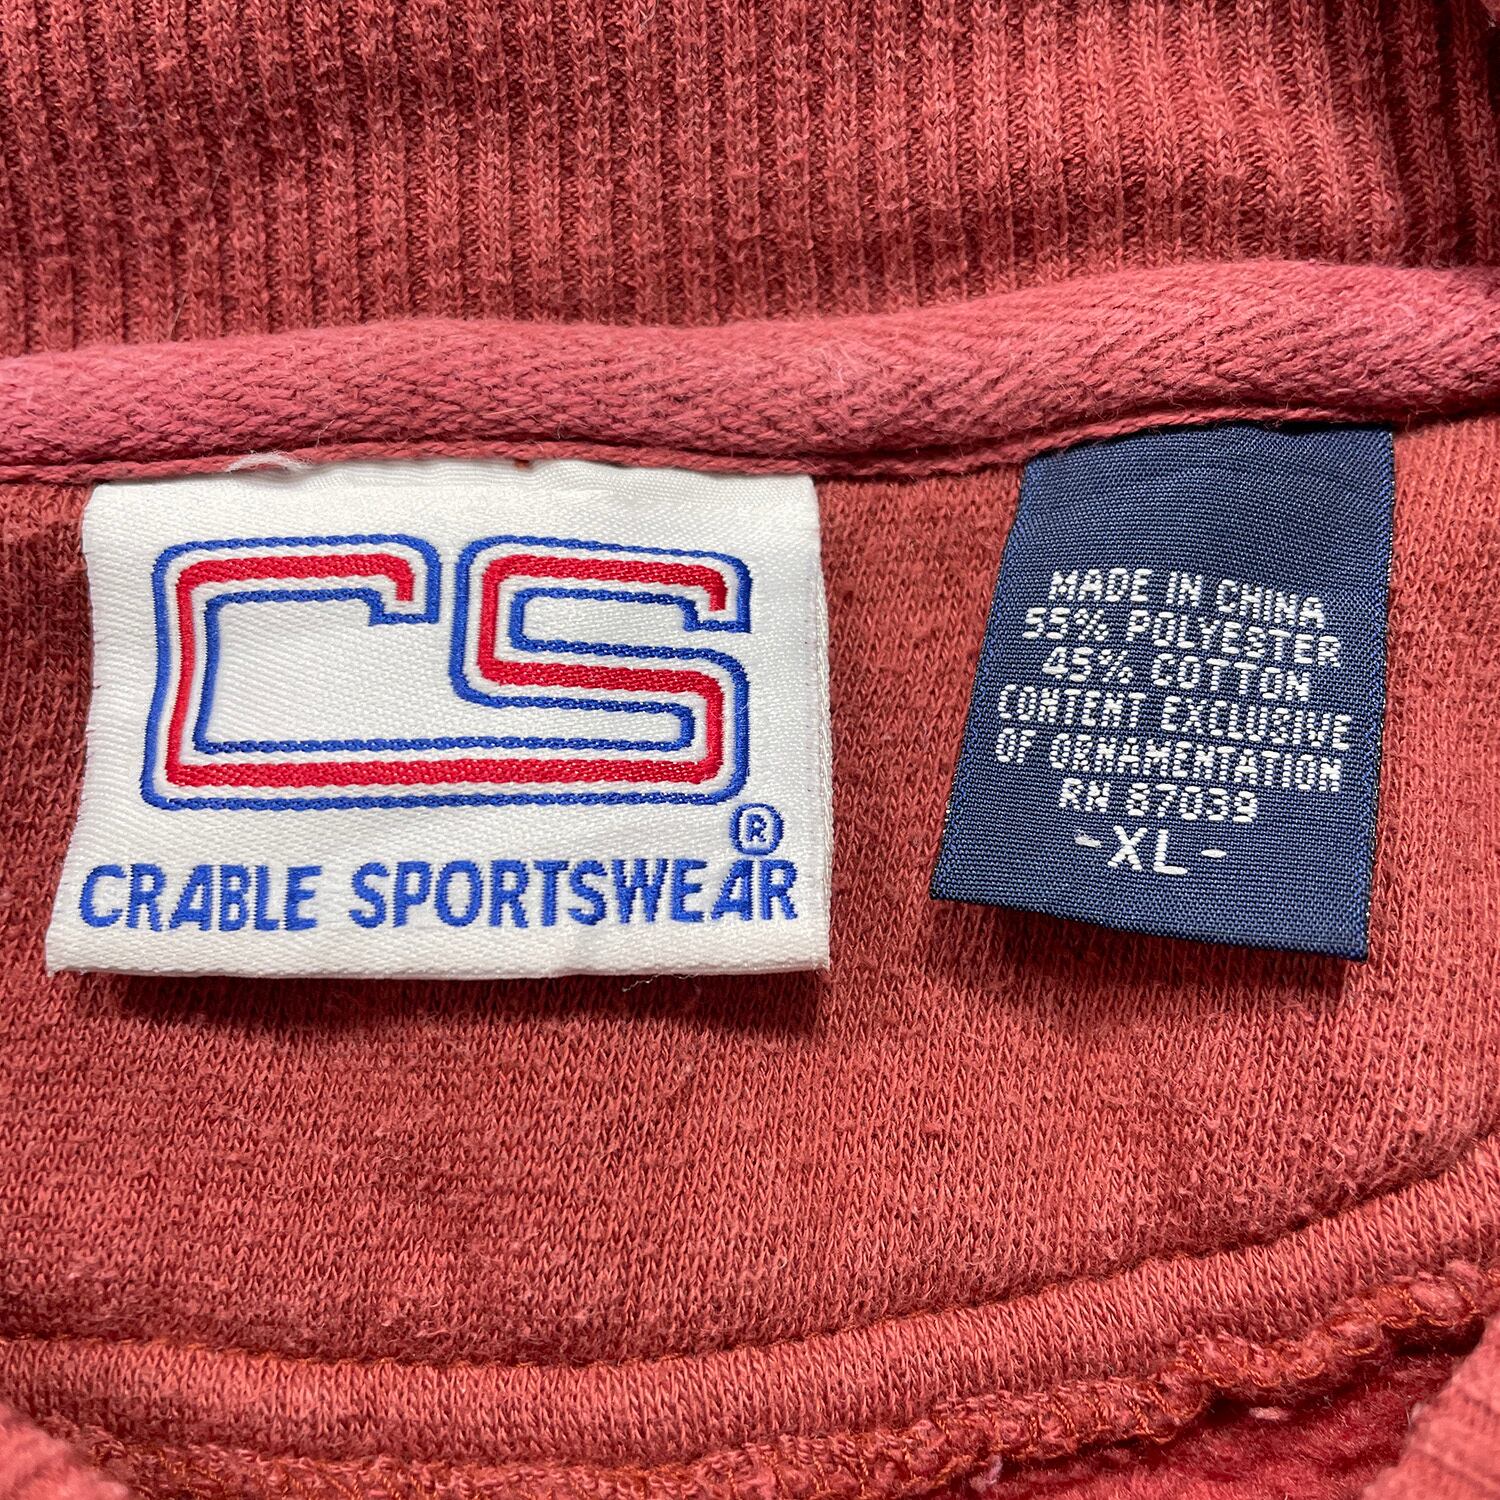 CS
®
CRABLE SPORTSWEAR
MADE IN CHINA
55% POLYESTER
45% COTTON
CONTENT EXCLUSIVE
OF ORNAMENTATION
RN 87039
-XL-